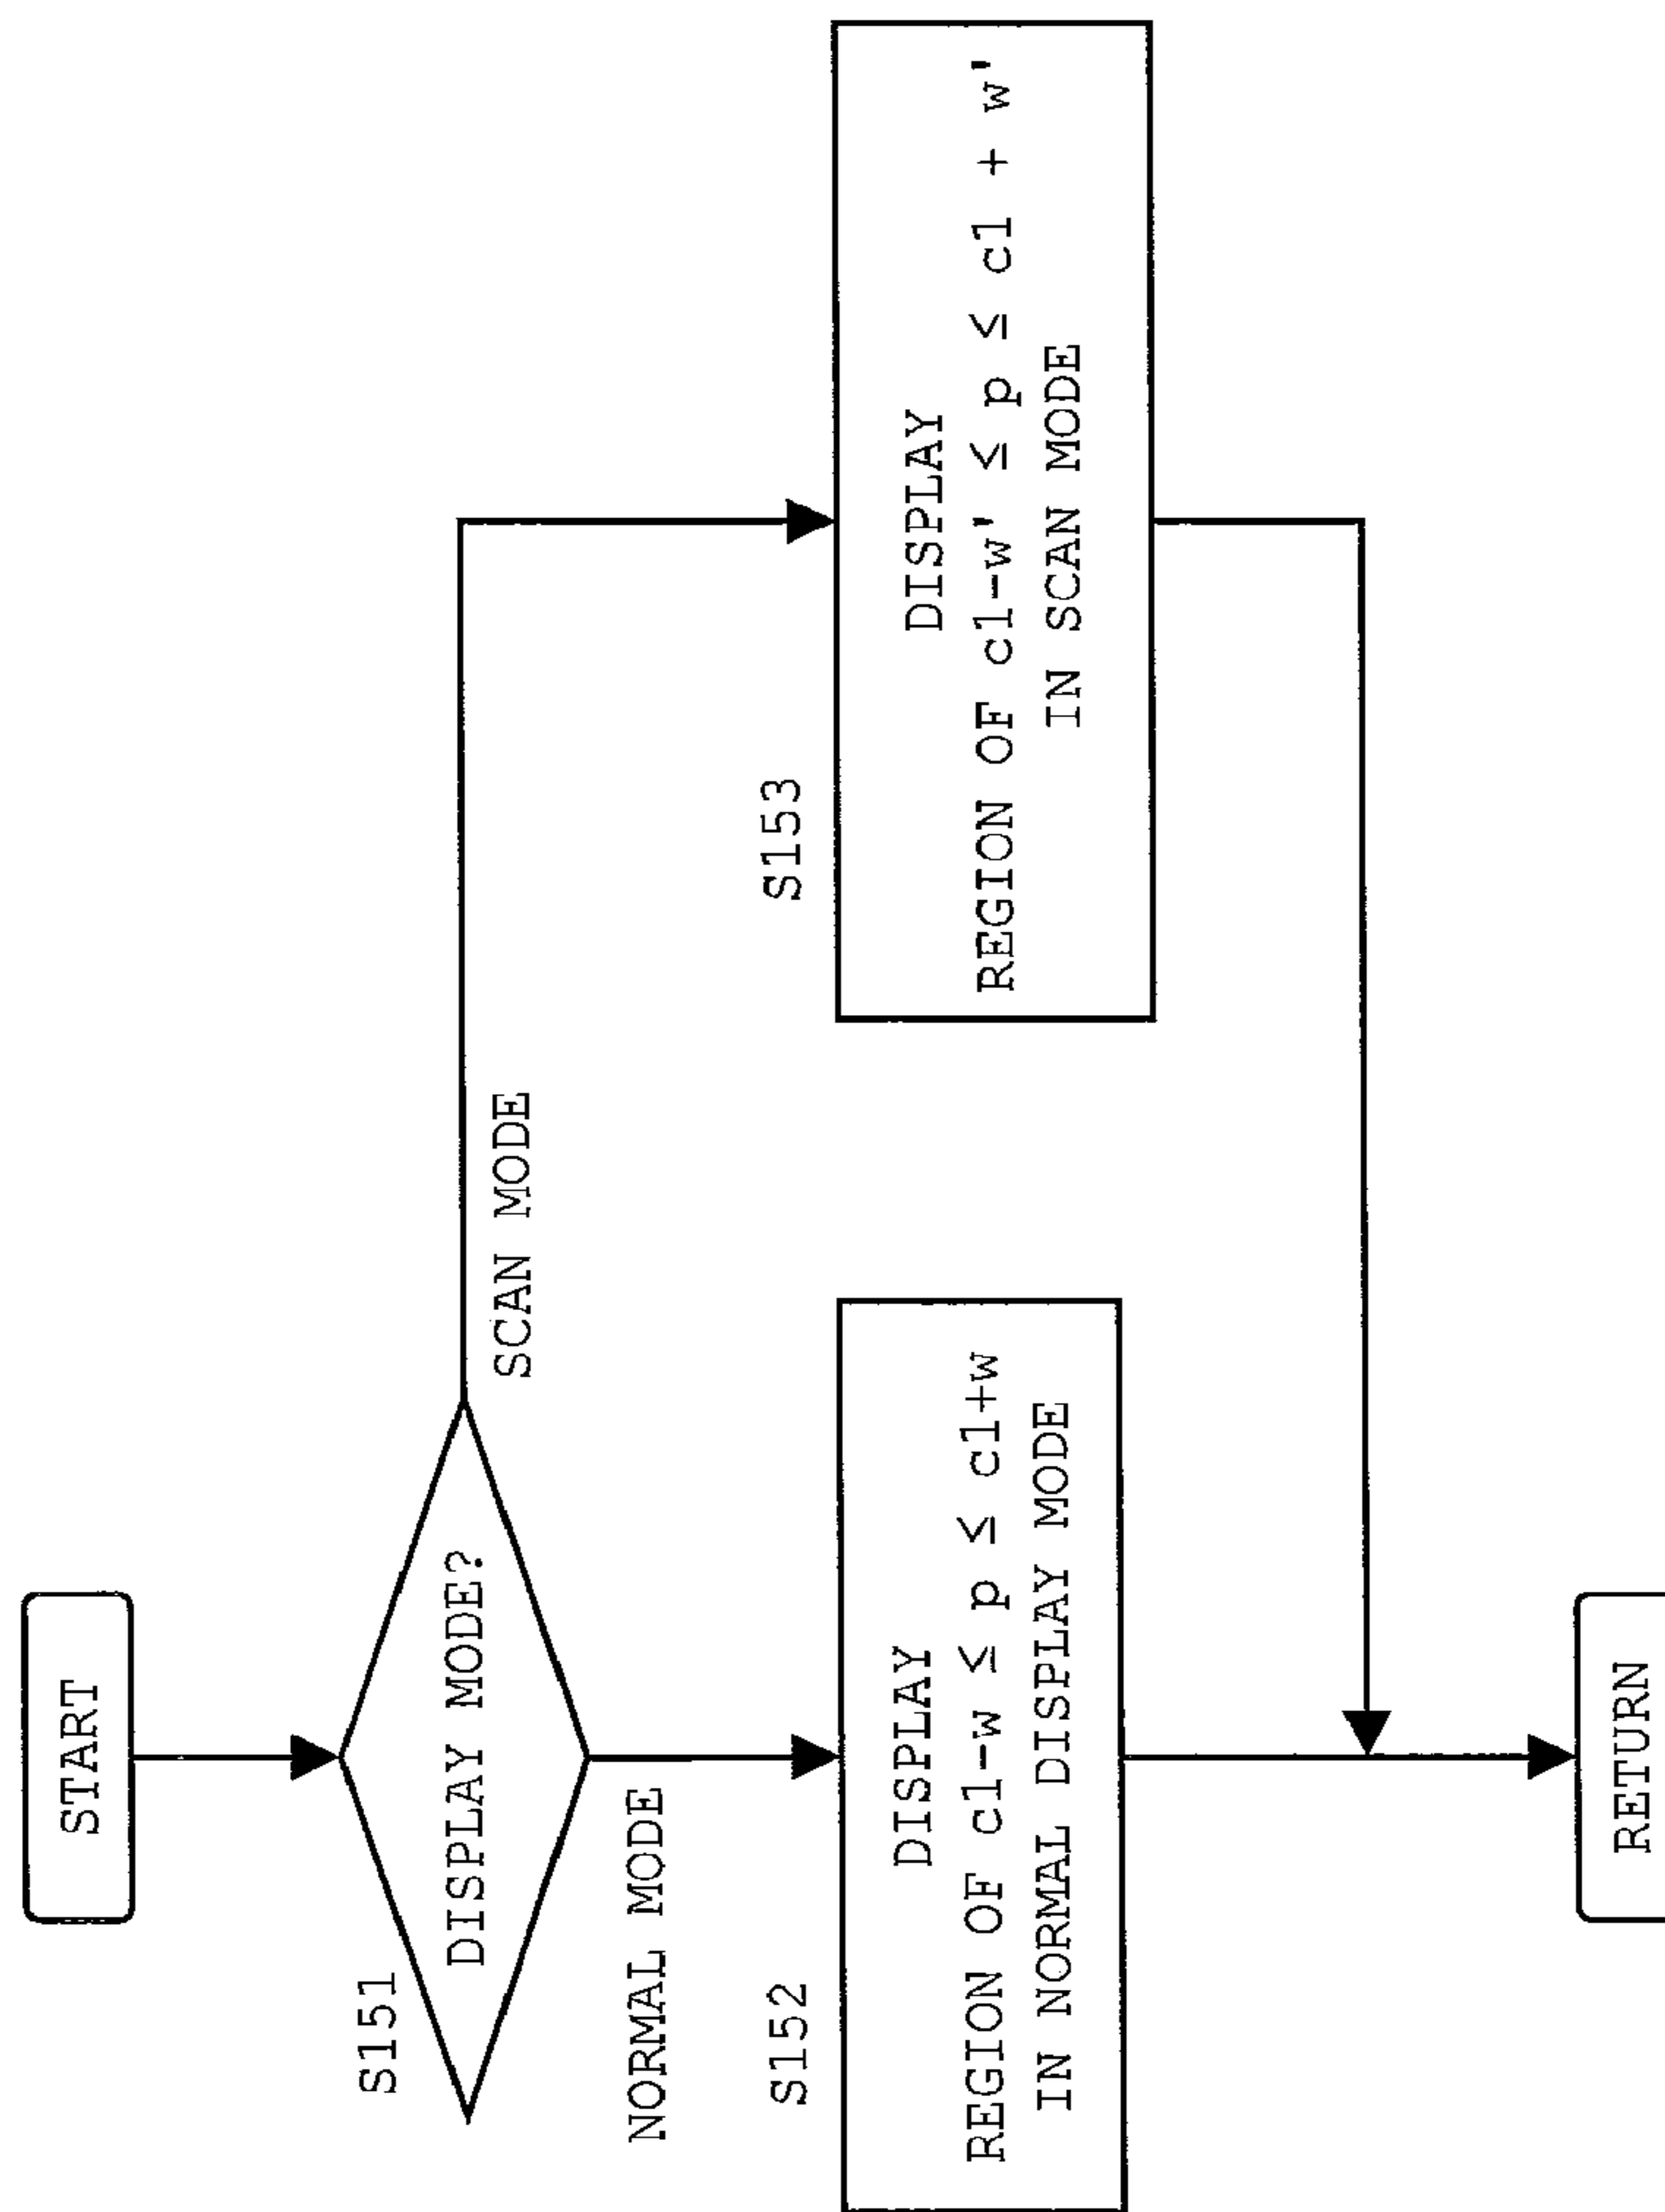 START
S151
DISPLAY MODE?
SCAN MODE
NORMAL MODE
S152
DISPLAY
REGION OF c1-w ≤ p ≤ c1+w
IN NORMAL DISPLAY MODE
S153
DISPLAY
REGION OF c1-w' ≤ p ≤ c1 + w'
IN SCAN MODE
RETURN